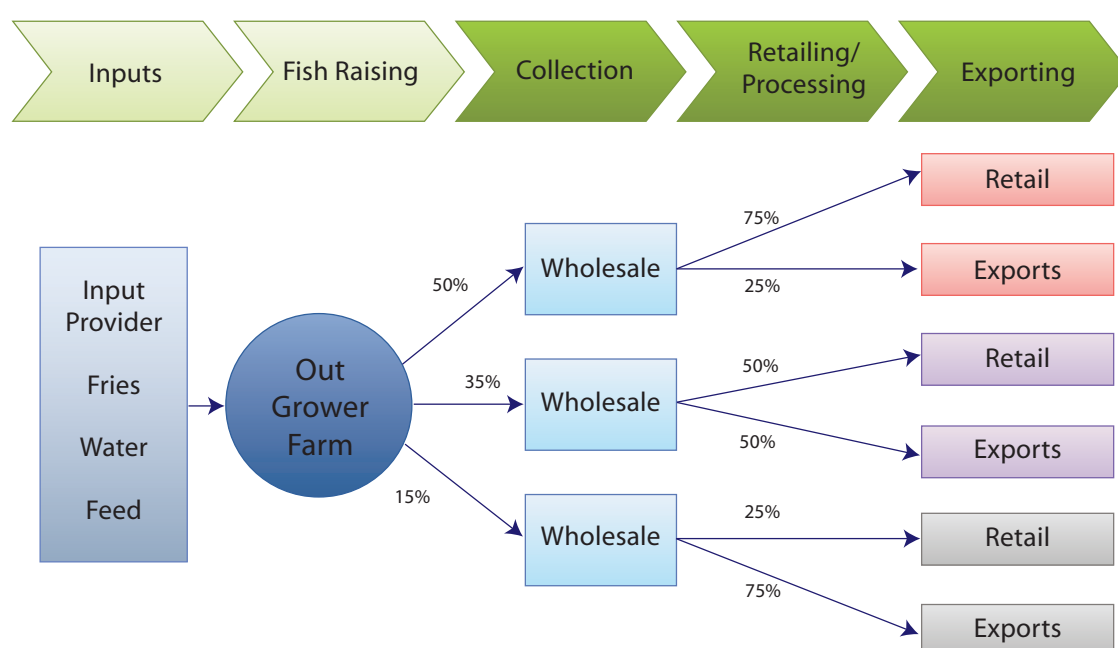 Inputs
Fish Raising
Collection
Retailing/
Processing
Exporting
Input
Provider
Fries
Water
Feed
Out
Grower
Farm
50%
35%
15%
Wholesale
Wholesale
Wholesale
75%
25%
50%
50%
25%
75%
Retail
Exports
Retail
Exports
Retail
Exports